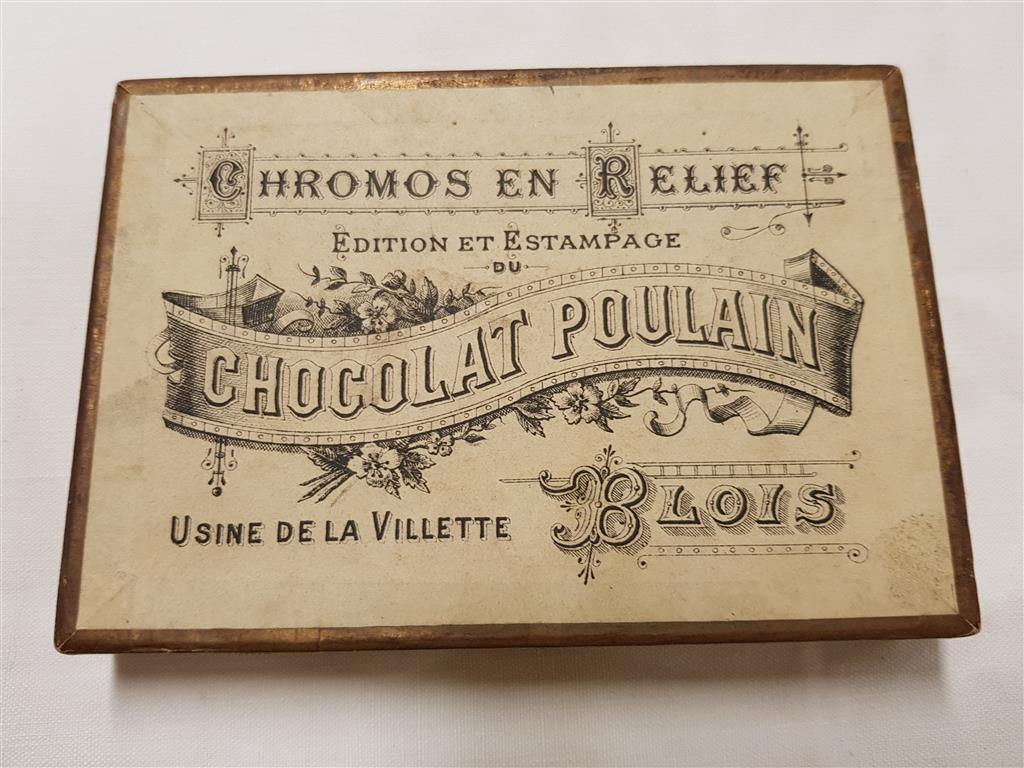 CHROMOS EN RELIEF
EDITION ET ESTAMPAGE
DU
CHOCOLAT POULAIN
BLOIS
USINE DE LA VILLETTE